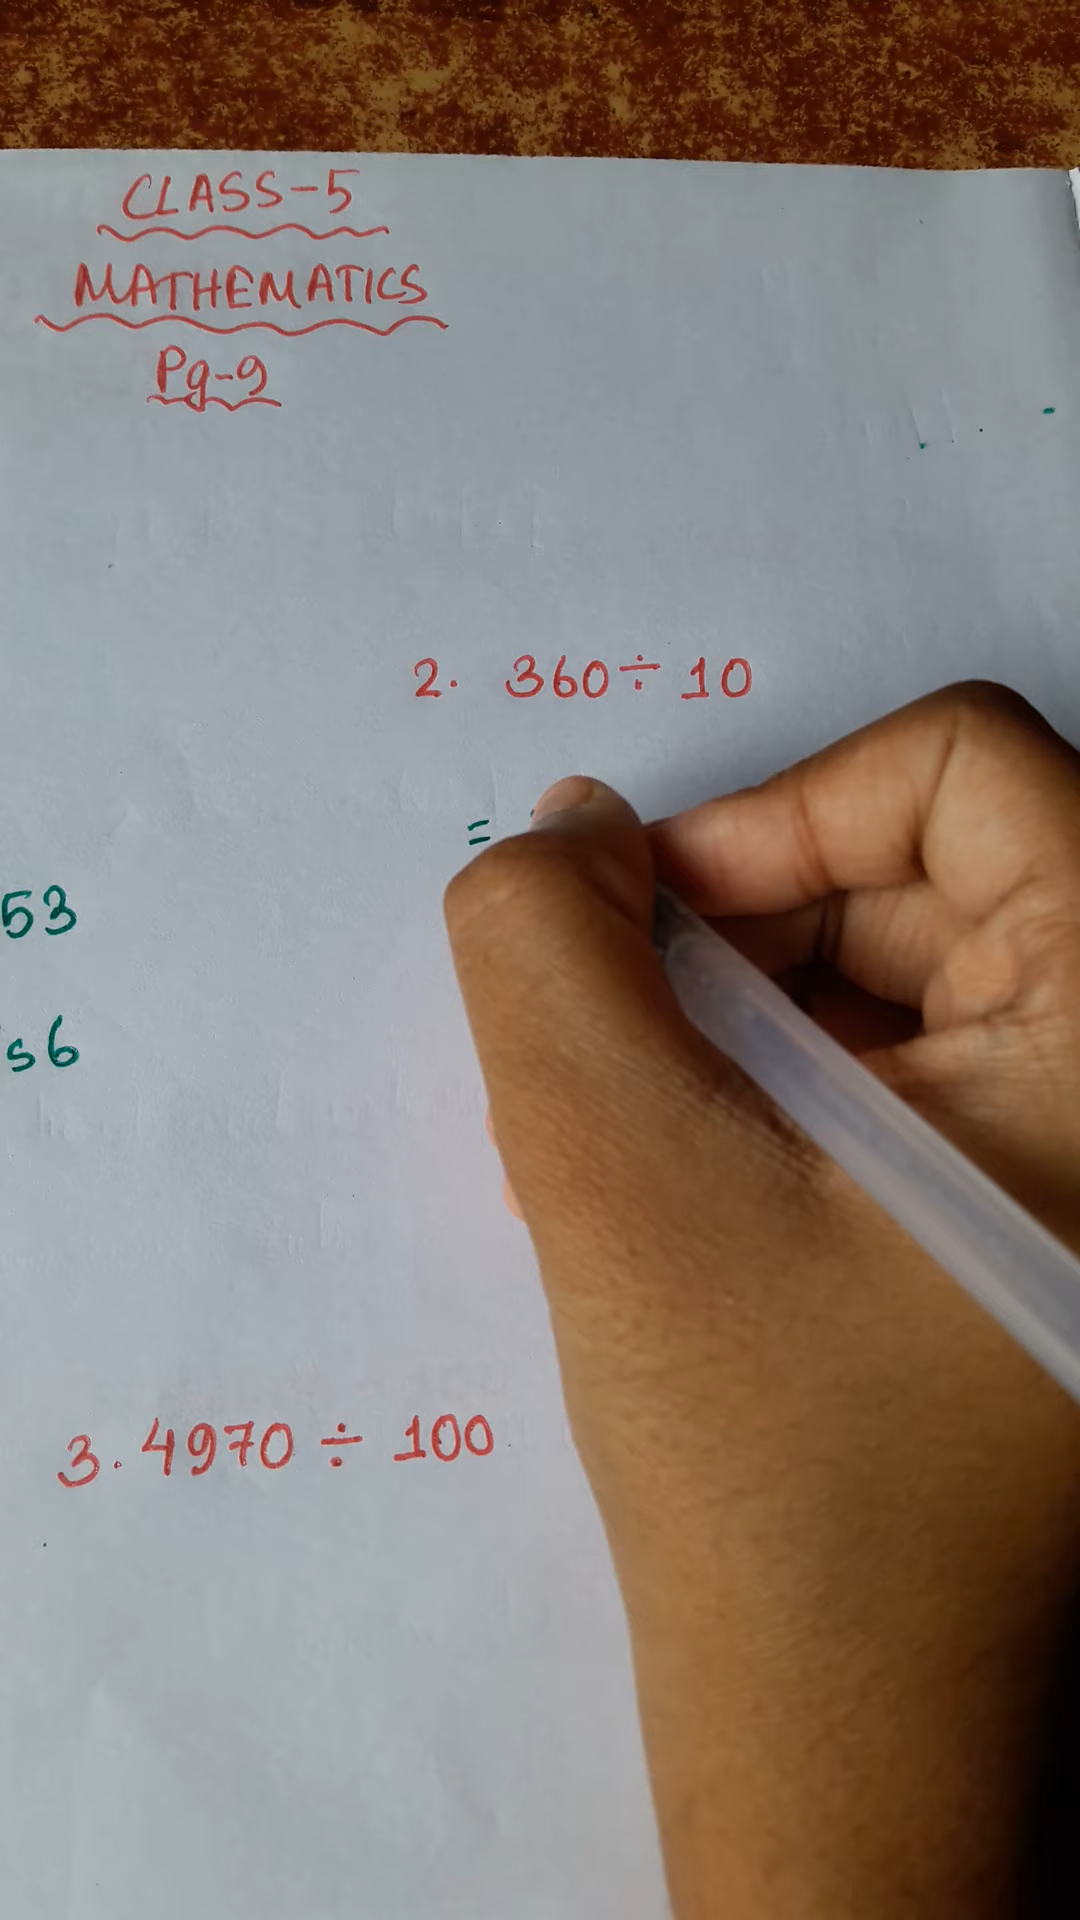 CLASS-5
MATHEMATICS
Pg-9
2. 360 ÷ 10
=
53
s6
3. 4970 ÷ 100